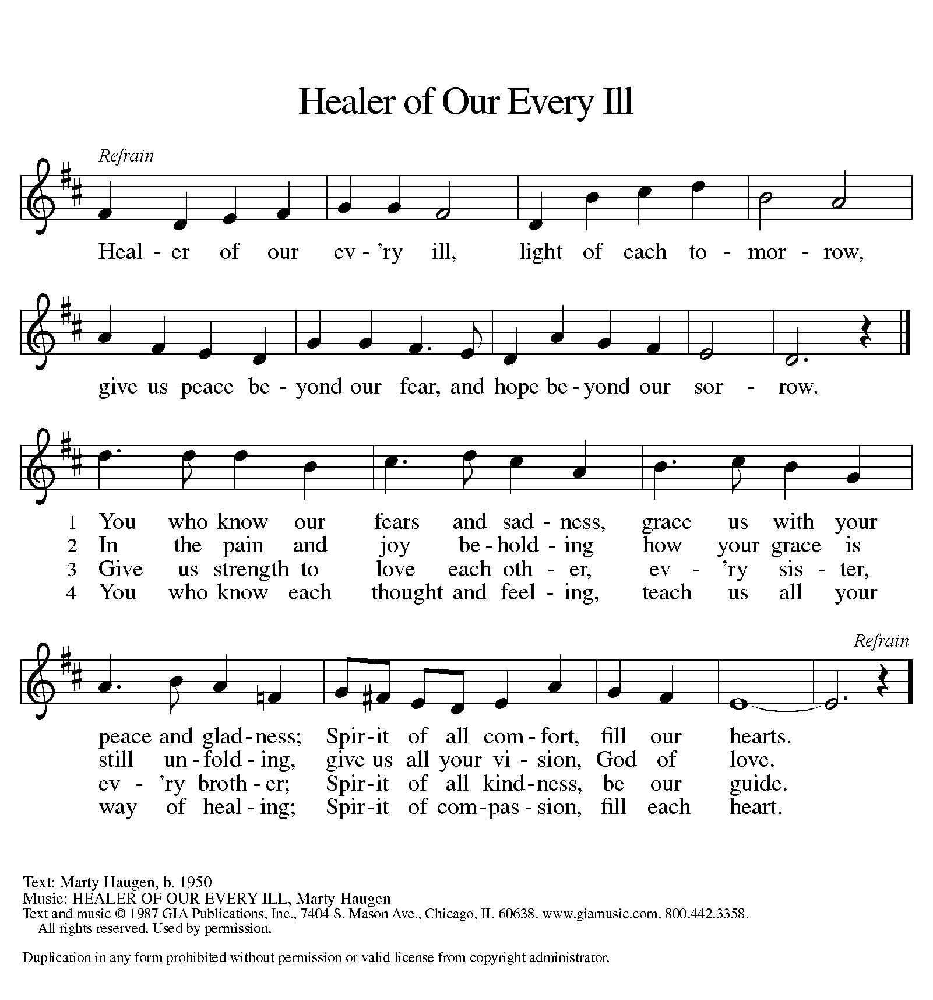 Healer of Our Every Ill
Refrain
Heal - er of our ev - 'ry ill, light of each to - mor - row,
give us peace be - yond our fear, and hope be - yond our sor - row.
1 You who know our fears and sad - ness, grace us with your
2 In the pain and joy be - hold - ing how your grace is
3 Give us strength to love each oth - er, ev - 'ry sis - ter,
4 You who know each thought and feel - ing, teach us all your
Refrain
peace and glad - ness; Spir - it of all com - fort, fill our hearts.
still un - fold - ing, give us all your vi - sion, God of love.
ev - 'ry broth - er; Spir - it of all kind - ness, be our guide.
way of heal - ing; Spir - it of com - pas - sion, fill each heart.
Text: Marty Haugen, b. 1950
Music: HEALER OF OUR EVERY ILL, Marty Haugen
Text and music © 1987 GIA Publications, Inc., 7404 S. Mason Ave., Chicago, IL 60638. www.giamusic.com. 800.442.3358.
All rights reserved. Used by permission.
Duplication in any form prohibited without permission or valid license from copyright administrator.